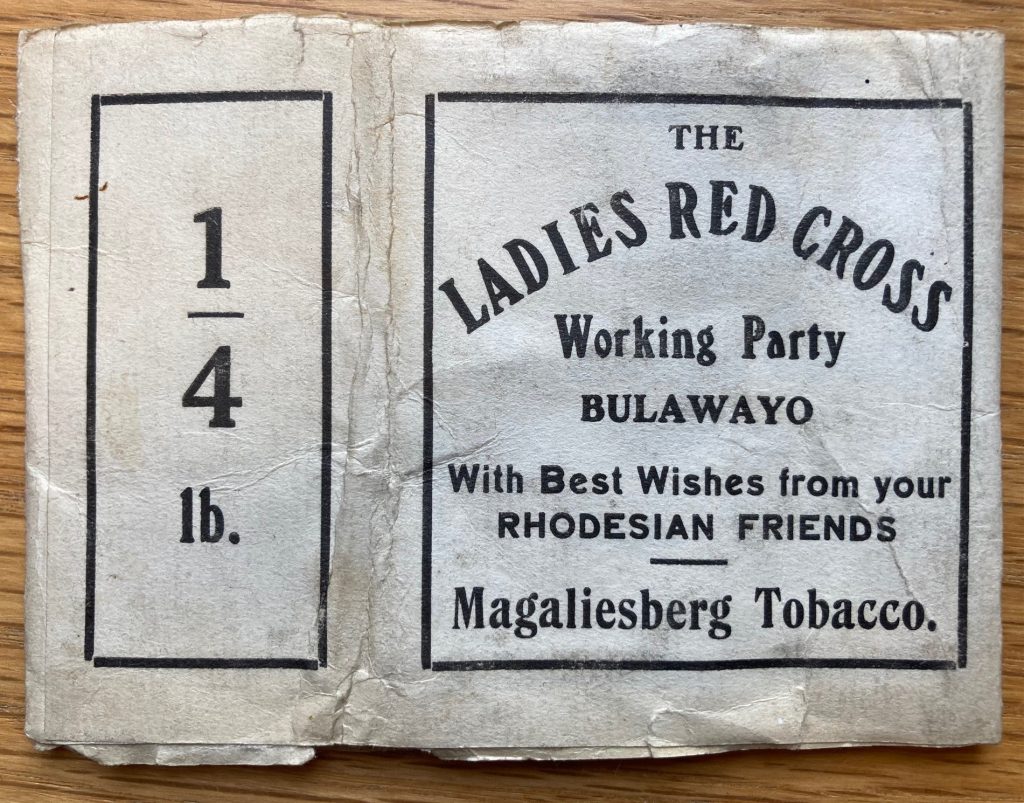 1
4
lb.
THE
LADIES RED CROSS
Working Party
BULAWAYO
With Best Wishes from your
RHODESIAN FRIENDS
Magaliesberg Tobacco.